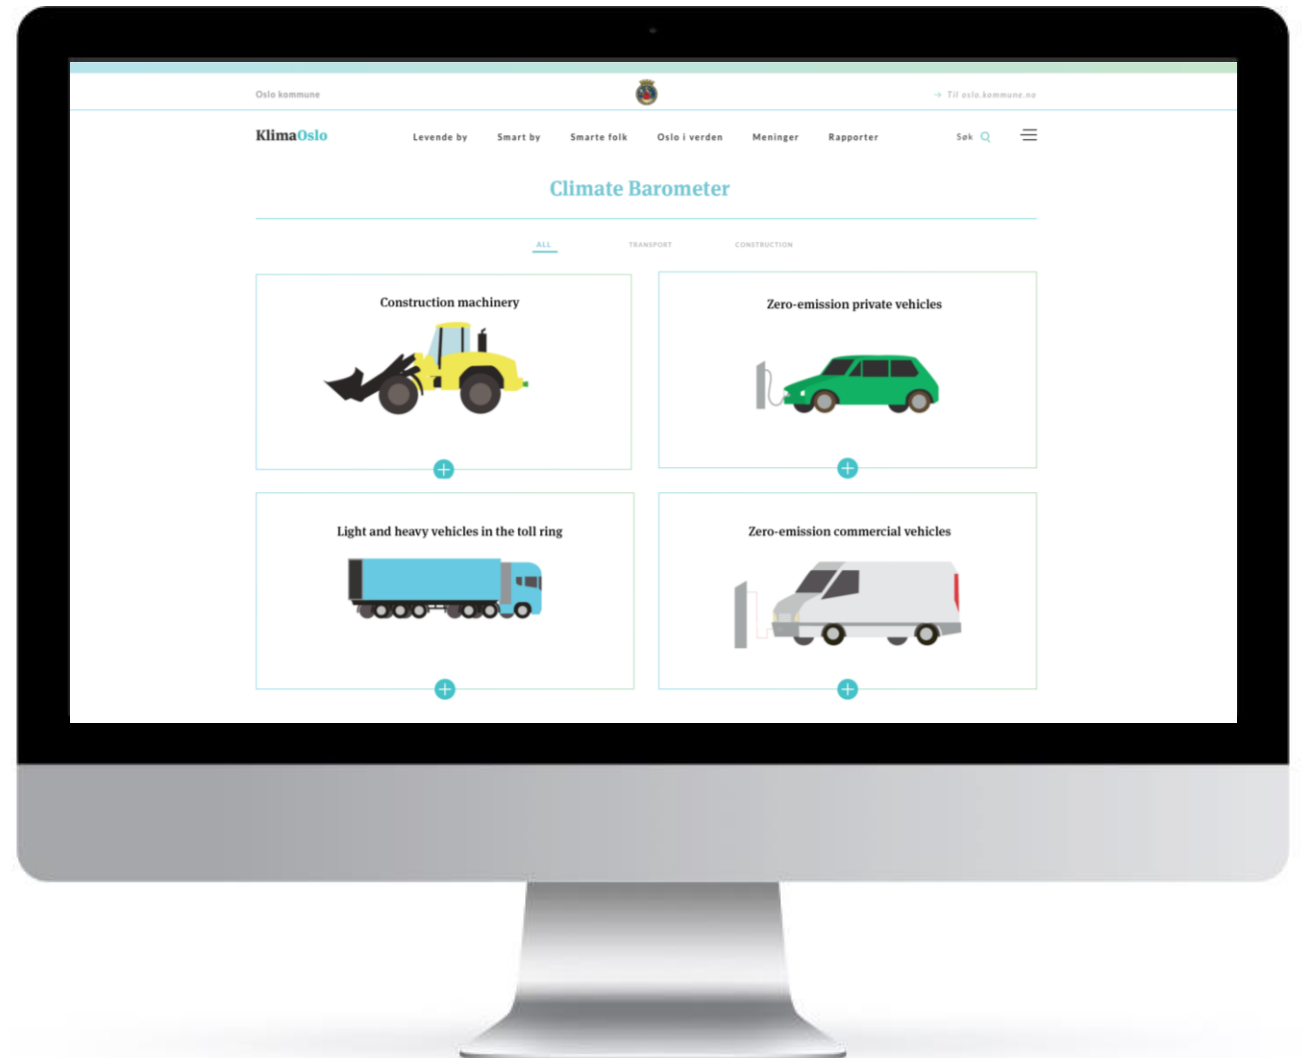 Oslo kommune
Til oslo.kommune.no
KlimaOslo
Levende by
Smart by
Smarte folk
Oslo i verden
Meninger
Rapporter
Søk
Climate Barometer
ALL
TRANSPORT
CONSTRUCTION
Construction machinery
Zero-emission private vehicles
Light and heavy vehicles in the toll ring
Zero-emission commercial vehicles